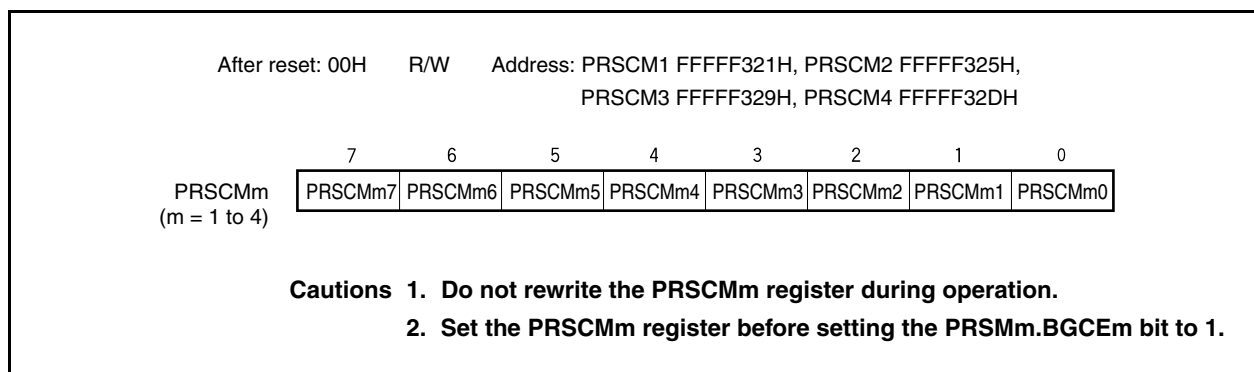 After reset: 00H R/W Address: PRSCM1 FFFFF321H, PRSCM2 FFFFF325H,
PRSCM3 FFFFF329H, PRSCM4 FFFFF32DH
7 6 5 4 3 2 1 0
PRSCMm PRSCMm7 PRSCMm6 PRSCMm5 PRSCMm4 PRSCMm3 PRSCMm2 PRSCMm1 PRSCMm0
(m = 1 to 4)
Cautions 1. Do not rewrite the PRSCMm register during operation.
2. Set the PRSCMm register before setting the PRSMm.BGCEm bit to 1.